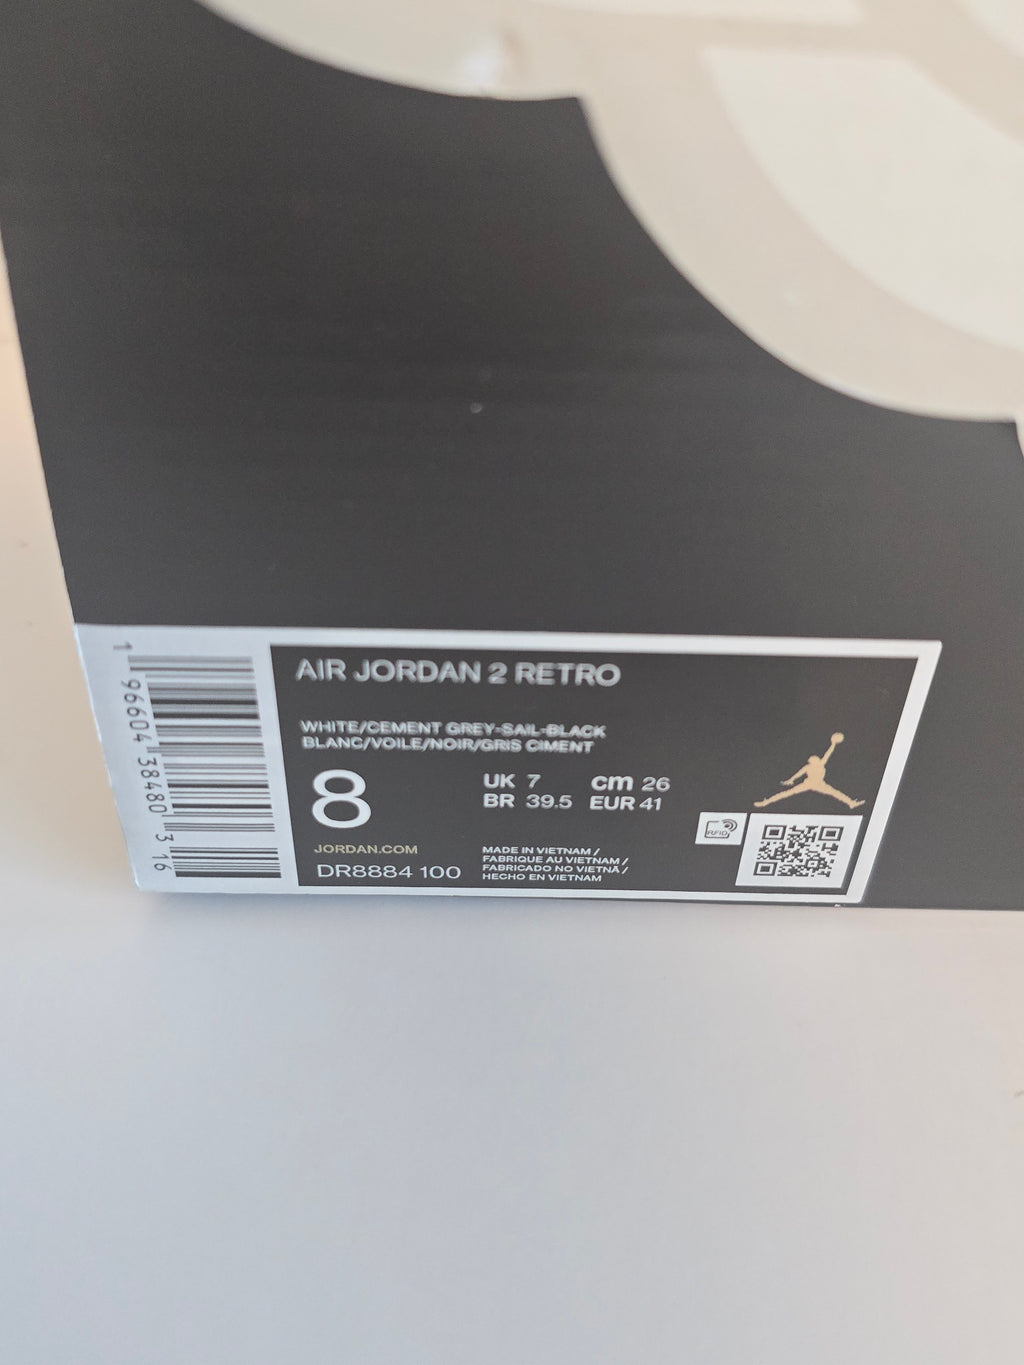 AIR JORDAN 2 RETRO
WHITE/CEMENT GREY-SAIL-BLACK
BLANC/VOILE/NOIR/GRIS CIMENT
8
UK 7 cm 26
BR 39.5 EUR 41
JORDAN.COM
DR8884 100
MADE IN VIETNAM /
FABRIQUE AU VIETNAM /
FABRICADO NO VIETNÃ /
HECHO EN VIETNAM
RFID
1 96604 38480 3 16